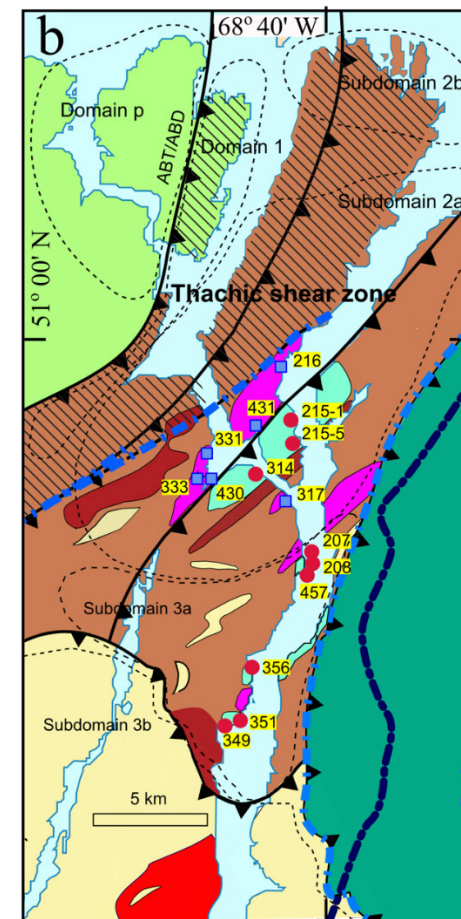 b
68° 40' W
Subdomain 2b
Domain p
ABT/ABD
Domain 1
Subdomain 2a
51° 00' N
Thachic shear zone
216
431
215-1
215-5
331
314
333
430
317
207
208
457
Subdomain 3a
356
Subdomain 3b
351
349
5 km